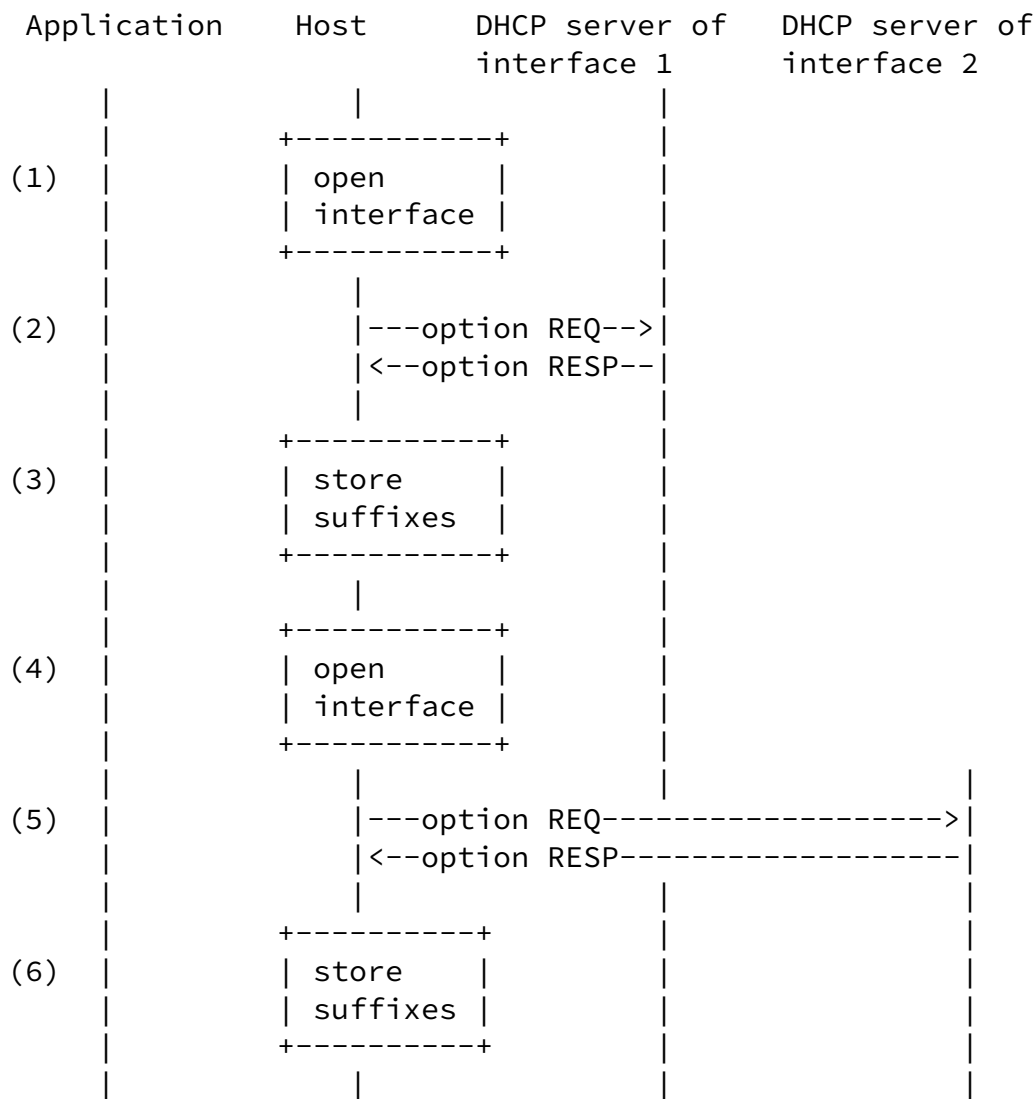 Application Host DHCP server of DHCP server of
interface 1 interface 2
(1) open
interface
(2) ---option REQ-->
<--option RESP--
(3) store
suffixes
(4) open
interface
(5) ---option REQ------------------->
<--option RESP-------------------
(6) store
suffixes